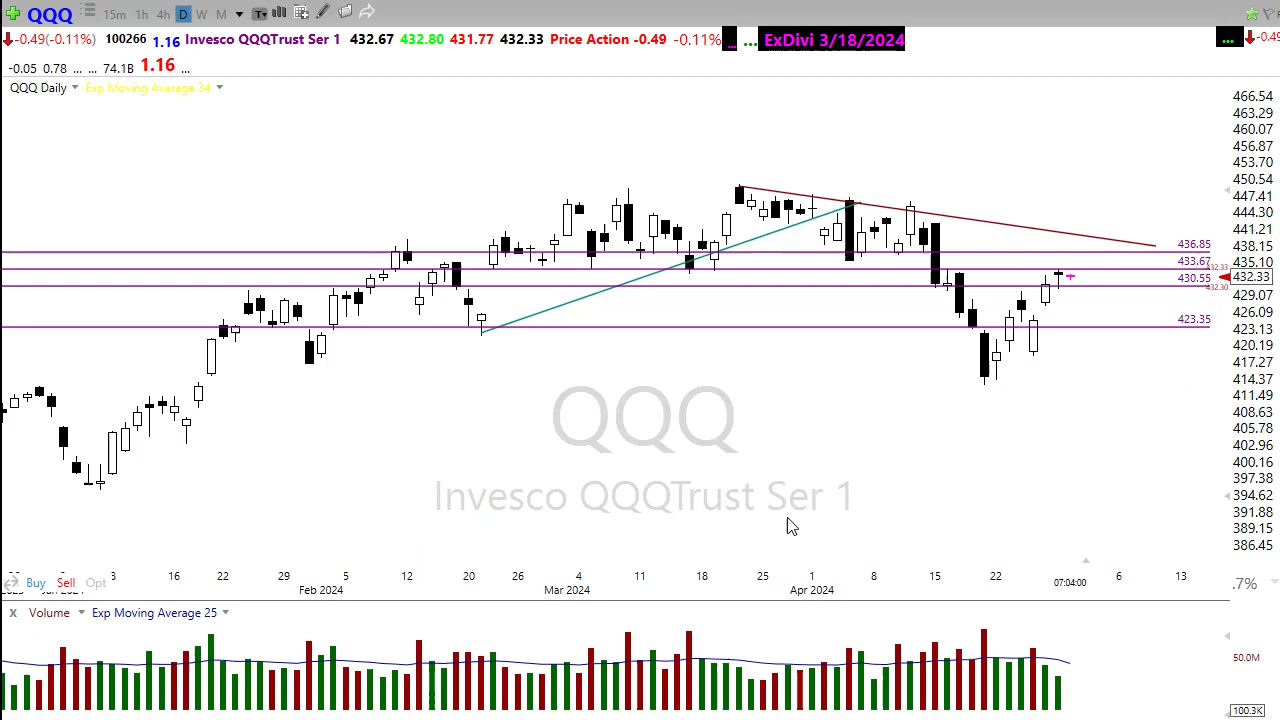 QQQ 15m 1h 4h D W M
-0.49(-0.11%) 100266 1.16 Invesco QQQTrust Ser 1 432.67 432.80 431.77 432.33 Price Action -0.49 -0.11% ... ... ExDivi 3/18/2024 ... -0.49
-0.05 0.78 ... ... 74.1B 1.16 ...
QQQ Daily Exp Moving Average 34
466.54
463.29
460.07
456.87
453.70
450.54
447.41
444.30
441.21
436.85
438.15
433.67
435.10
432.33
430.55
432.33
432.30
429.07
426.09
423.35
423.13
420.19
417.27
414.37
411.49
408.63
405.78
402.96
400.16
397.38
394.62
391.88
389.15
386.45
QQQ
Invesco QQQTrust Ser 1
16 22 29 5 12 20 26 4 11 18 25 1 8 15 22 6 13
Buy Sell Opt 07:04:00 .7%
Feb 2024 Mar 2024 Apr 2024
X Volume Exp Moving Average 25
50.0M
100.3K